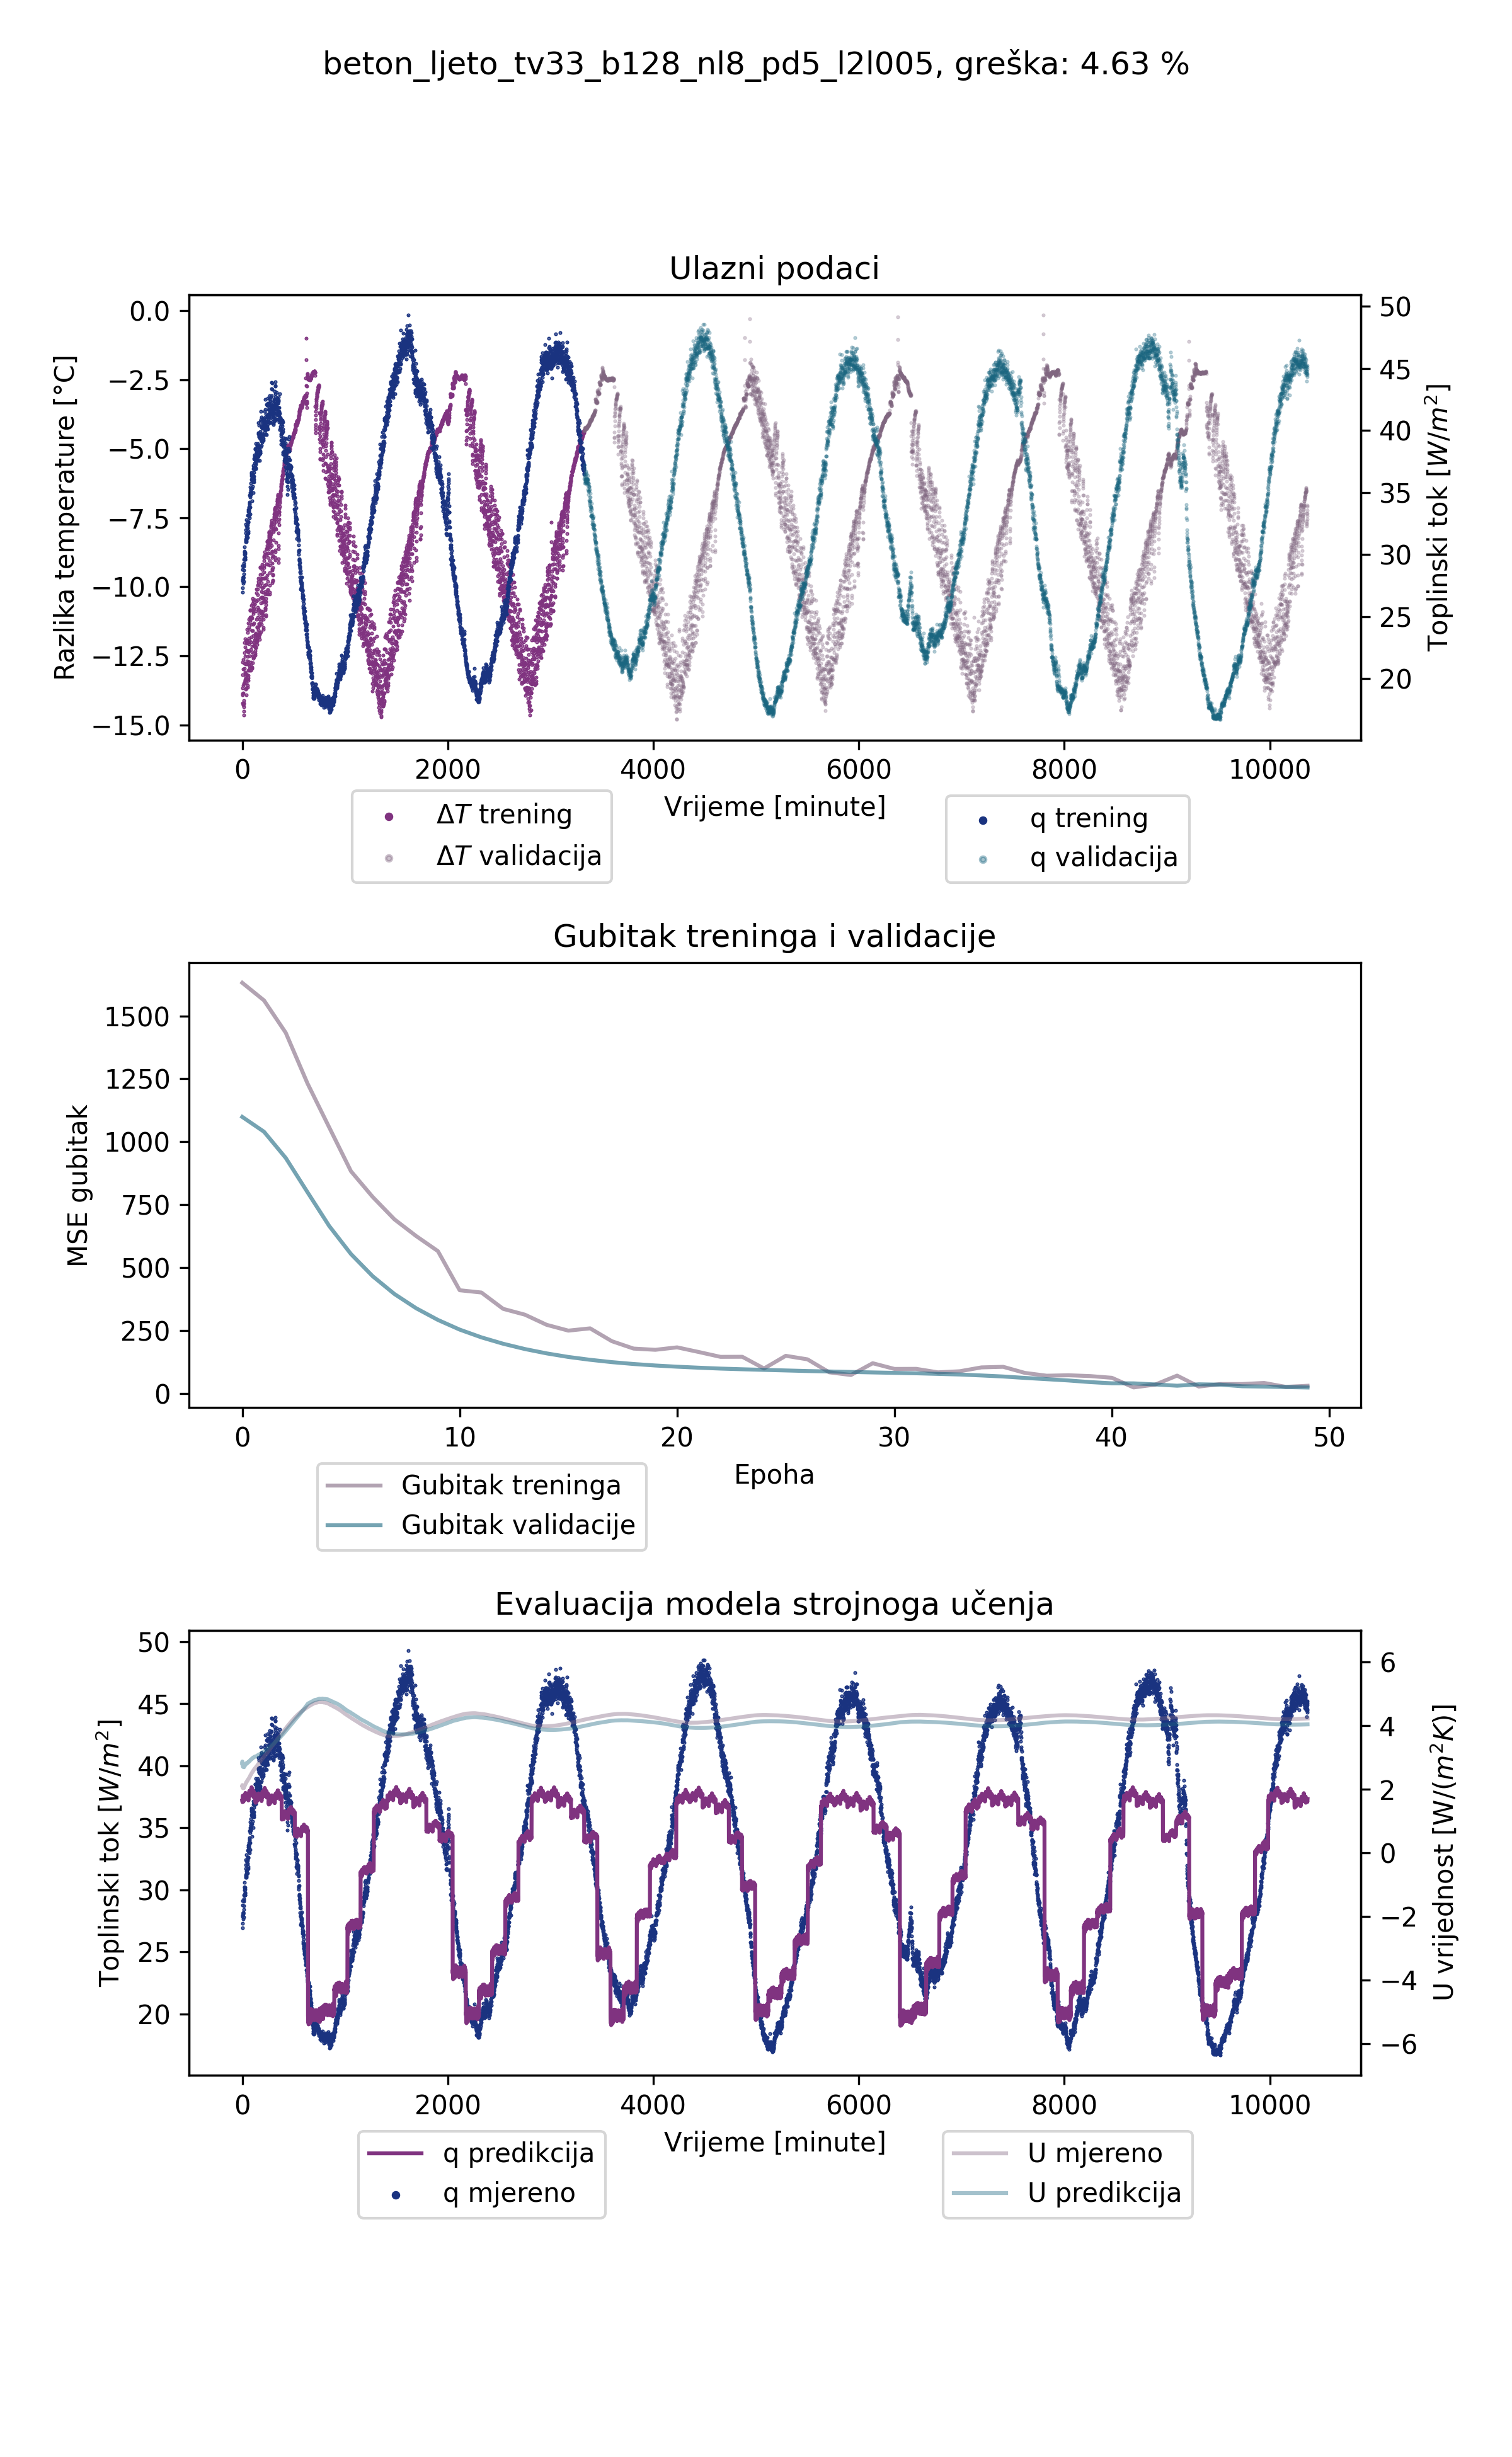 beton_ljeto_tv33_b128_nl8_pd5_l2l005, greška: 4.63 %
Ulazni podaci
Razlika temperature [°C]
0.0
−2.5
−5.0
−7.5
−10.0
−12.5
−15.0
Toplinski tok [W/m²]
50
45
40
35
30
25
20
0 2000 4000 6000 8000 10000
Vrijeme [minute]
ΔT trening
ΔT validacija
q trening
q validacija
Gubitak treninga i validacije
MSE gubitak
1500
1250
1000
750
500
250
0
0 10 20 30 40 50
Epoha
Gubitak treninga
Gubitak validacije
Evaluacija modela strojnoga učenja
Toplinski tok [W/m²]
50
45
40
35
30
25
20
U vrijednost [W/(m²K)]
6
4
2
0
−2
−4
−6
0 2000 4000 6000 8000 10000
Vrijeme [minute]
q predikcija
q mjereno
U mjereno
U predikcija